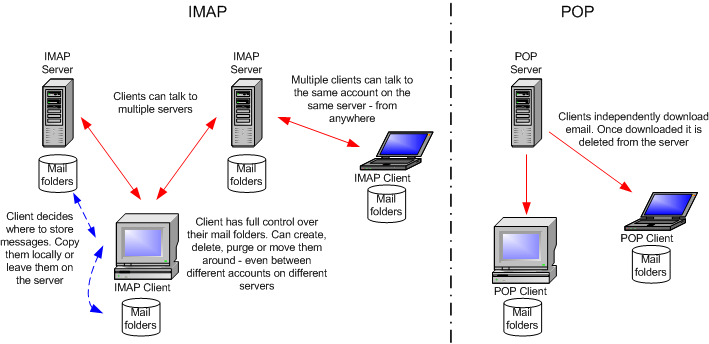 IMAP
POP
IMAP
Server
IMAP
Server
POP
Server
Clients can talk to
multiple servers
Multiple clients can talk to
the same account on the
same server - from
anywhere
Clients independently download
email. Once downloaded it is
deleted from the server
Mail
folders
Mail
folders
IMAP Client
Mail
folders
Client decides
where to store
messages. Copy
them locally or
leave them on
the server
Client has full control over
their mail folders. Can create,
delete, purge or move them
around - even between
different accounts on different
servers
IMAP Client
Mail
folders
POP Client
Mail
folders
POP Client
Mail
folders